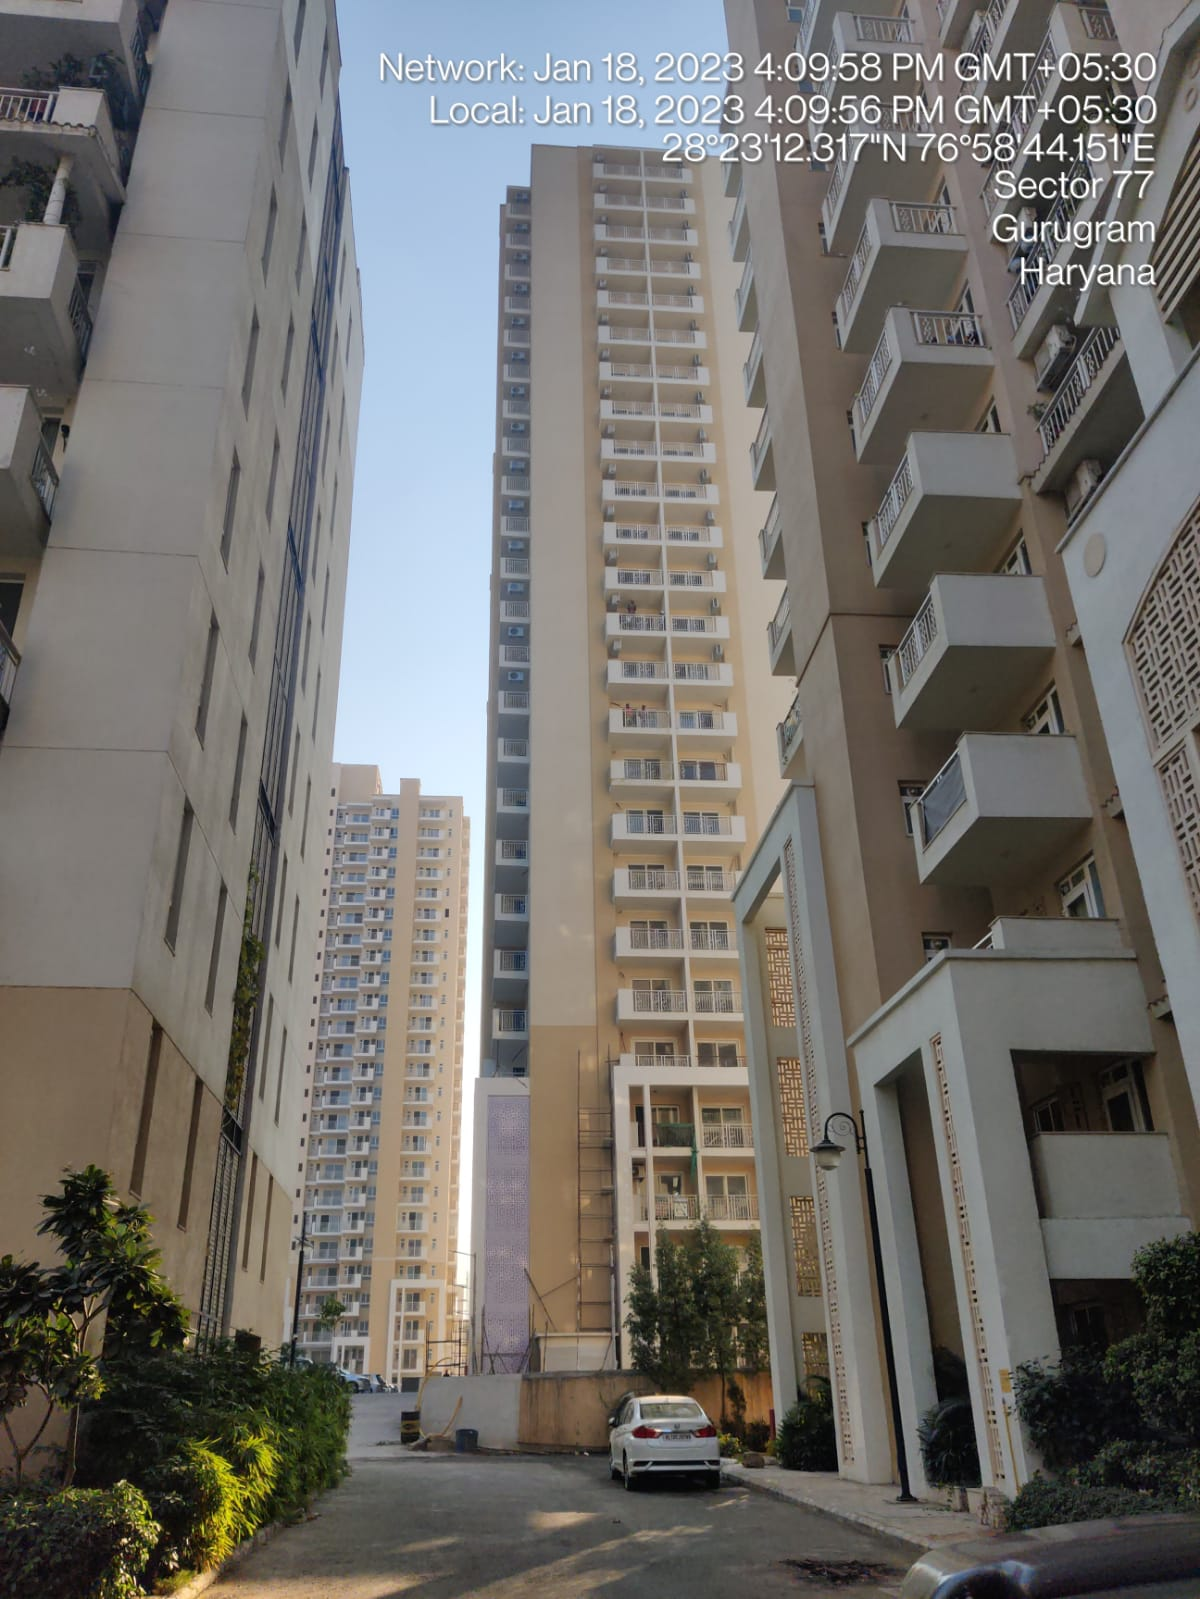 Network: Jan 18, 2023 4:09:58 PM GMT+05:30
Local: Jan 18, 2023 4:09:56 PM GMT+05:30
28°23'12.317"N 76°58'44.151"E
Sector 77
Gurugram
Haryana